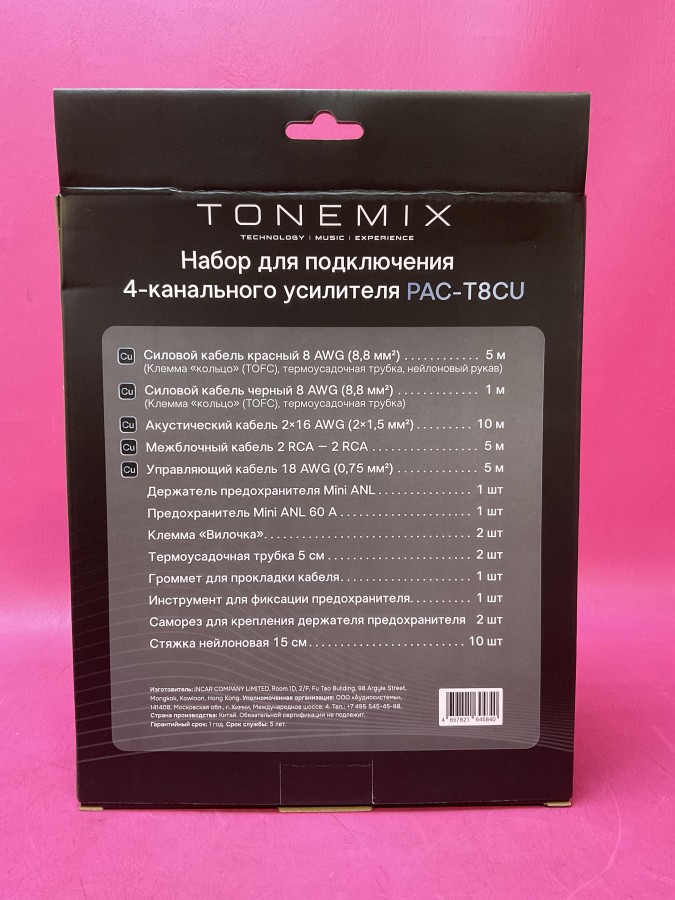 TONEMIX
TECHNOLOGY | MUSIC | EXPERIENCE
Набор для подключения
4-канального усилителя PAC-T8CU
Cu Силовой кабель красный 8 AWG (8,8 мм²) ............ 5 м
(Клемма «кольцо» (TOFC), термоусадочная трубка, нейлоновый рукав)
Cu Силовой кабель черный 8 AWG (8,8 мм²) ............. 1 м
(Клемма «кольцо» (TOFC), термоусадочная трубка)
Cu Акустический кабель 2×16 AWG (2×1,5 мм²) ......... 10 м
Cu Межблочный кабель 2 RCA – 2 RCA ................. 5 м
Cu Управляющий кабель 18 AWG (0,75 мм²) ............. 5 м
Держатель предохранителя Mini ANL ............... 1 шт
Предохранитель Mini ANL 60 А .................... 1 шт
Клемма «Вилочка» ................................ 2 шт
Термоусадочная трубка 5 см ...................... 2 шт
Громмет для прокладки кабеля .................... 1 шт
Инструмент для фиксации предохранителя .......... 1 шт
Саморез для крепления держателя предохранителя 2 шт
Стяжка нейлоновая 15 см ......................... 10 шт
Изготовитель: INCAR COMPANY LIMITED, Room 1D, 2/F, Fu Tao Building, 98 Argyle Street,
Mongkok, Kowloon, Hong Kong. Уполномоченная организация: ООО «Аудиосистемы»,
141408, Московская обл., г. Химки, Международное шоссе, 4. Тел.: +7 495 545-45-98.
Страна производства: Китай. Обязательной сертификации не подлежит.
Гарантийный срок: 1 год. Срок службы: 5 лет.
4 657621 645840